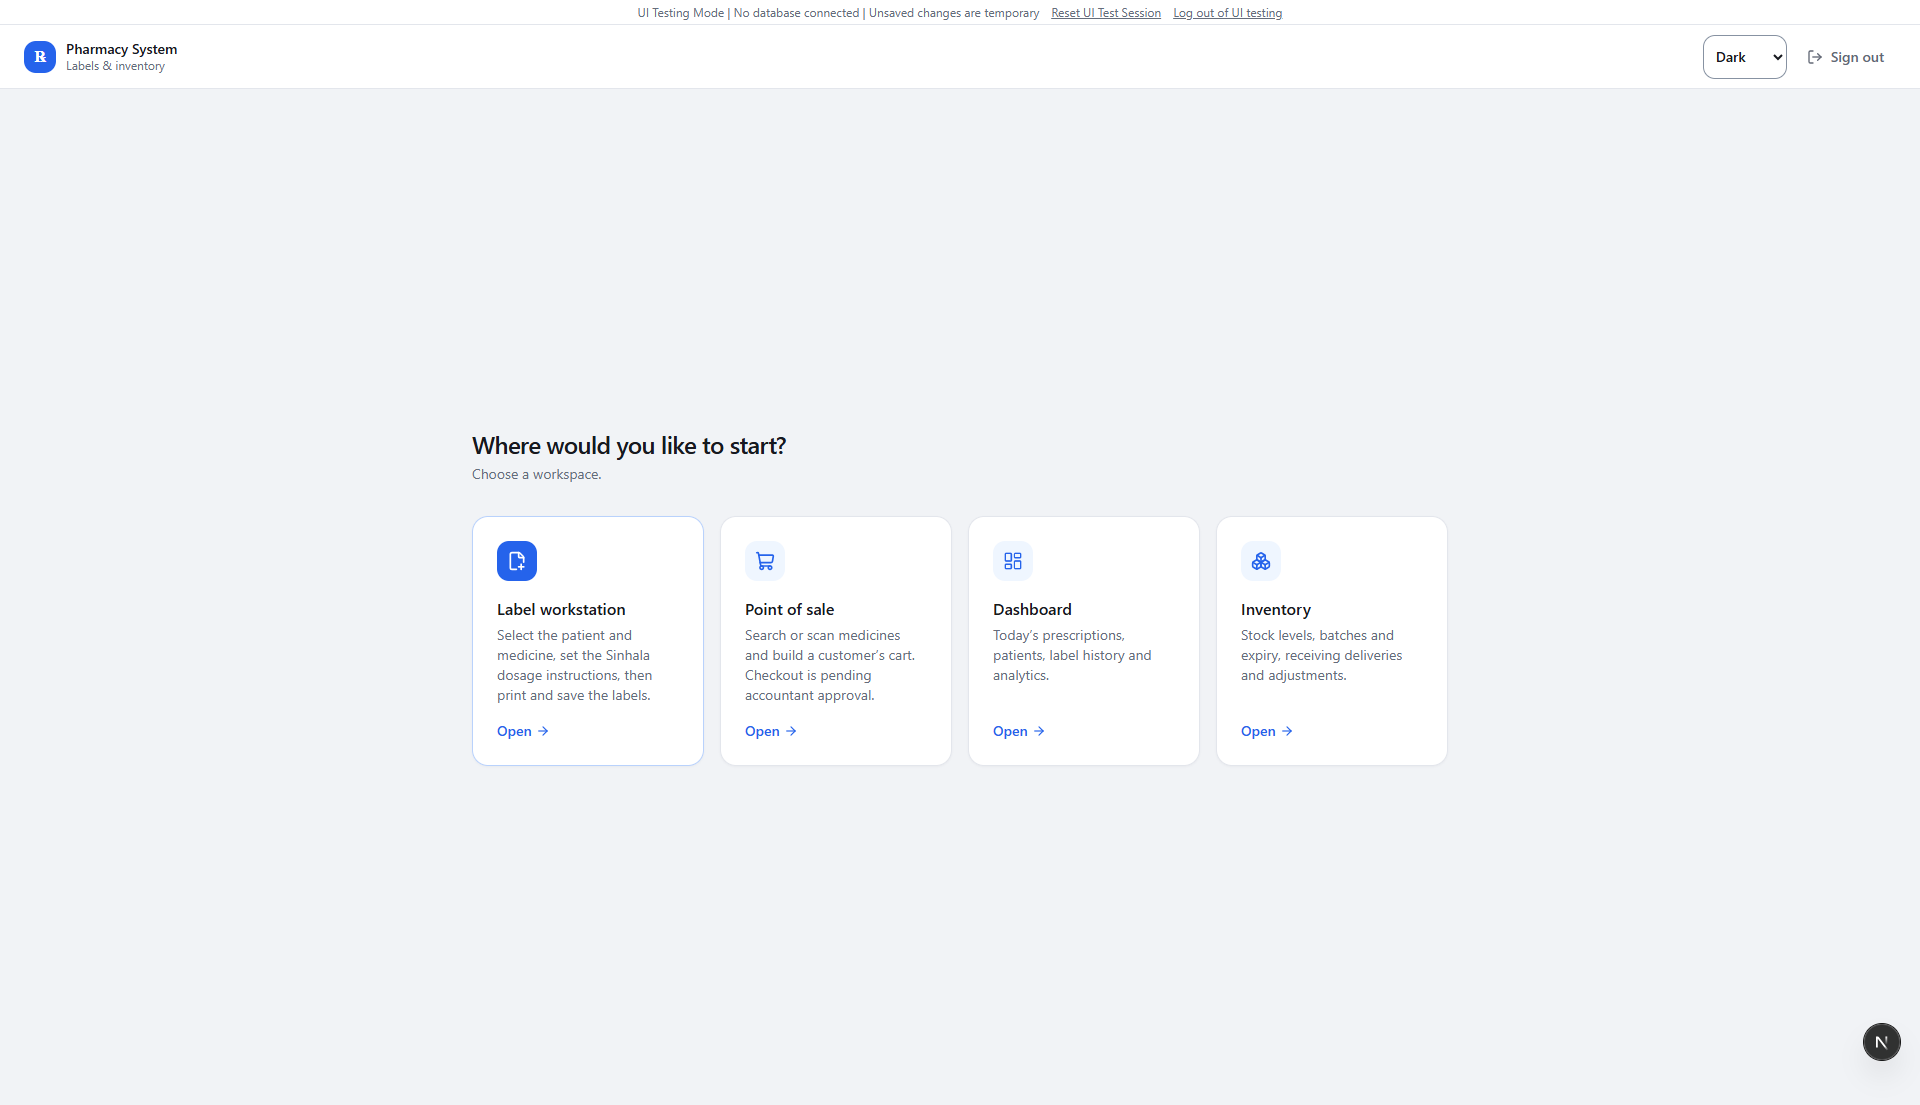 UI Testing Mode | No database connected | Unsaved changes are temporary Reset UI Test Session Log out of UI testing
Pharmacy System
Labels & inventory
Dark
Sign out
Where would you like to start?
Choose a workspace.
Label workstation
Select the patient and
medicine, set the Sinhala
dosage instructions, then
print and save the labels.
Open →
Point of sale
Search or scan medicines
and build a customer’s cart.
Checkout is pending
accountant approval.
Open →
Dashboard
Today’s prescriptions,
patients, label history and
analytics.
Open →
Inventory
Stock levels, batches and
expiry, receiving deliveries
and adjustments.
Open →
N